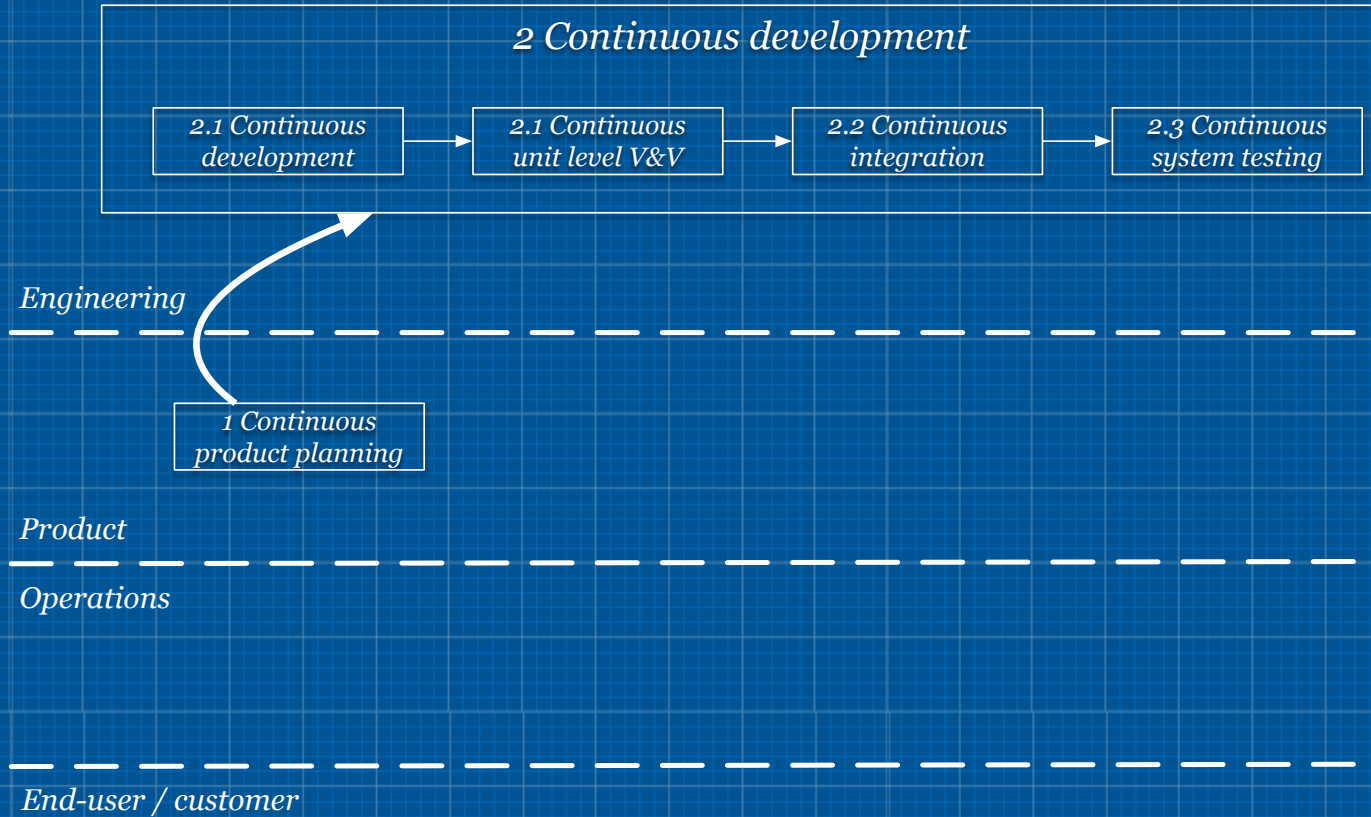 2 Continuous development
2.1 Continuous
development
2.1 Continuous
unit level V&V
2.2 Continuous
integration
2.3 Continuous
system testing
Engineering
1 Continuous
product planning
Product
Operations
End-user / customer